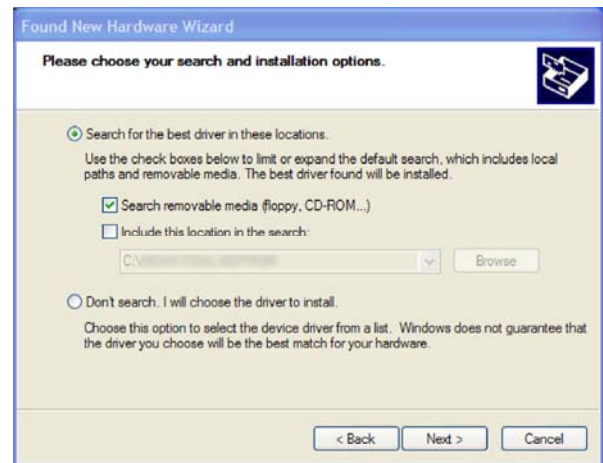 Found New Hardware Wizard
Please choose your search and installation options.
Search for the best driver in these locations.
Use the check boxes below to limit or expand the default search, which includes local
paths and removable media. The best driver found will be installed.
Search removable media (floppy, CD-ROM...)
Include this location in the search:
C:\
Browse
Don't search. I will choose the driver to install.
Choose this option to select the device driver from a list. Windows does not guarantee that
the driver you choose will be the best match for your hardware.
< Back
Next >
Cancel